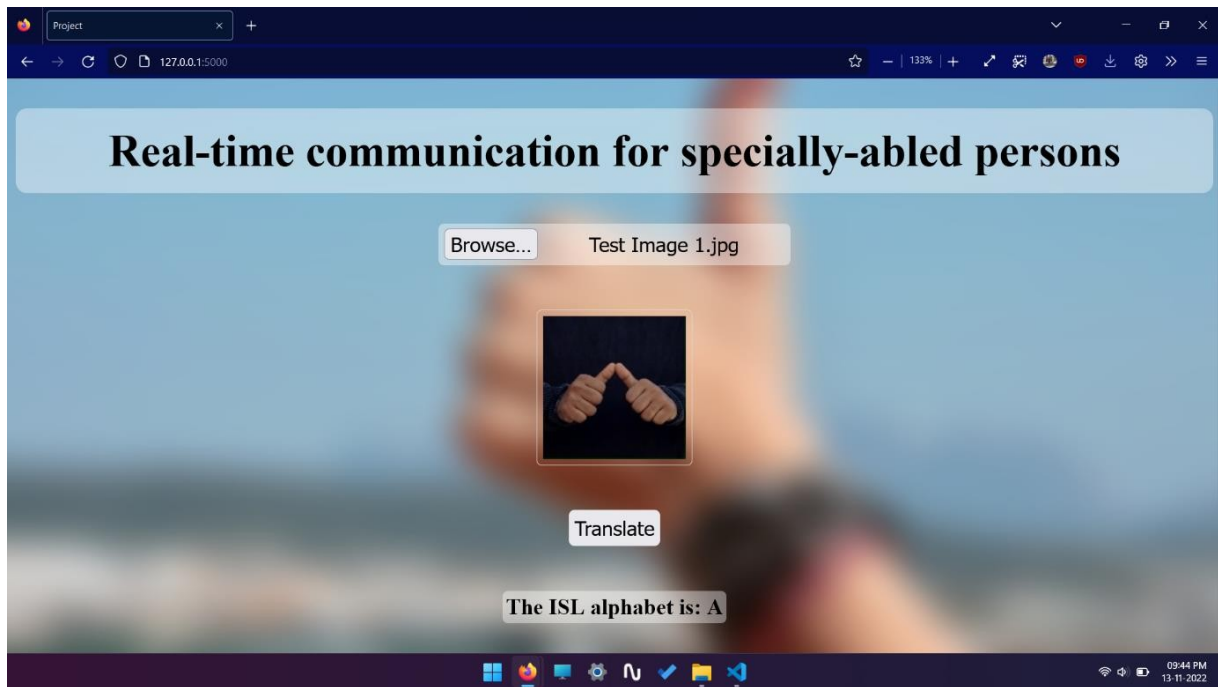 Project
127.0.0.1:5000
133%
Real-time communication for specially-abled persons
Browse... Test Image 1.jpg
Translate
The ISL alphabet is: A
09:44 PM
13-11-2022